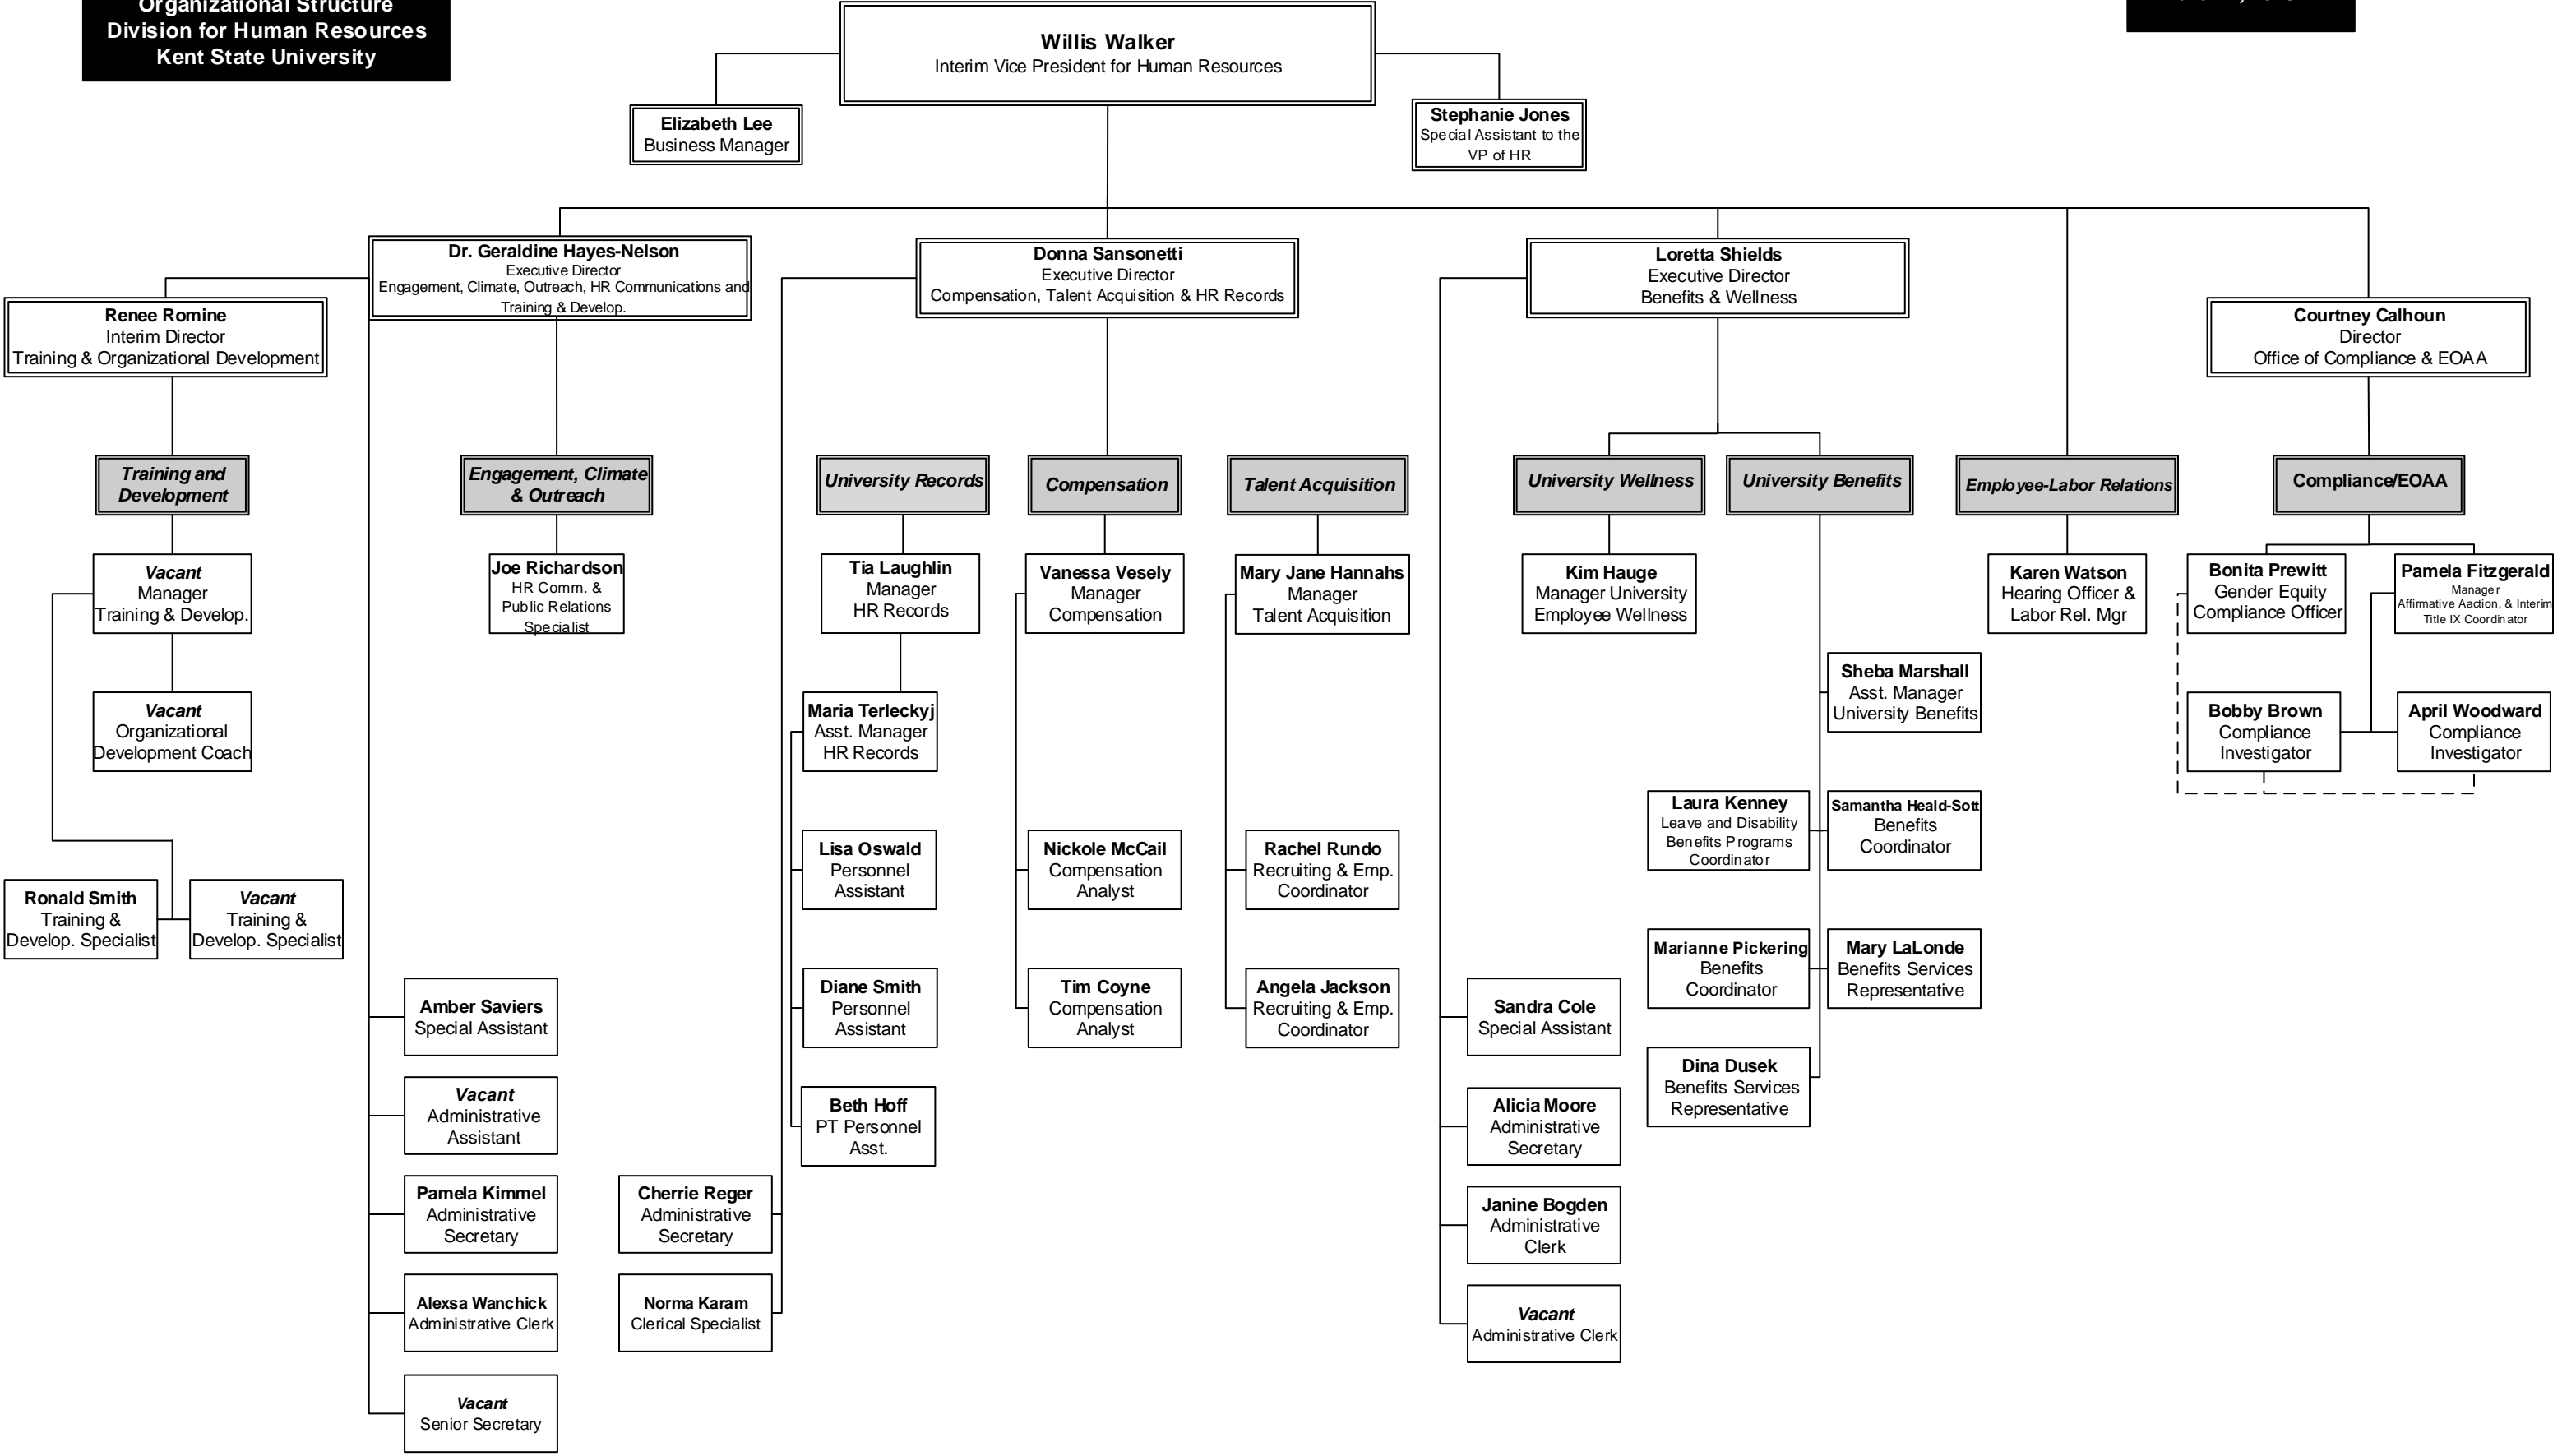 Organizational Structure
Division for Human Resources
Kent State University
Willis Walker
Interim Vice President for Human Resources
Elizabeth Lee
Business Manager
Stephanie Jones
Special Assistant to the
VP of HR
Dr. Geraldine Hayes-Nelson
Executive Director
Engagement, Climate, Outreach, HR Communications and
Training & Develop.
Donna Sansonetti
Executive Director
Compensation, Talent Acquisition & HR Records
Loretta Shields
Executive Director
Benefits & Wellness
Renee Romine
Interim Director
Training & Organizational Development
Courtney Calhoun
Director
Office of Compliance & EOAA
Training and
Development
Engagement, Climate
& Outreach
University Records
Compensation
Talent Acquisition
University Wellness
University Benefits
Employee-Labor Relations
Compliance/EOAA
Vacant
Manager
Training & Develop.
Joe Richardson
HR Comm. &
Public Relations
Specialist
Tia Laughlin
Manager
HR Records
Vanessa Vesely
Manager
Compensation
Mary Jane Hannahs
Manager
Talent Acquisition
Kim Hauge
Manager University
Employee Wellness
Karen Watson
Hearing Officer &
Labor Rel. Mgr
Bonita Prewitt
Gender Equity
Compliance Officer
Pamela Fitzgerald
Manager
Affirmative Aaction, & Interim
Title IX Coordinator
Sheba Marshall
Asst. Manager
University Benefits
Vacant
Organizational
Development Coach
Maria Terleckyj
Asst. Manager
HR Records
Bobby Brown
Compliance
Investigator
April Woodward
Compliance
Investigator
Laura Kenney
Leave and Disability
Benefits Programs
Coordinator
Samantha Heald-Sott
Benefits
Coordinator
Lisa Oswald
Personnel
Assistant
Nickole McCail
Compensation
Analyst
Rachel Rundo
Recruiting & Emp.
Coordinator
Ronald Smith
Training &
Develop. Specialist
Vacant
Training &
Develop. Specialist
Marianne Pickering
Benefits
Coordinator
Mary LaLonde
Benefits Services
Representative
Diane Smith
Personnel
Assistant
Tim Coyne
Compensation
Analyst
Angela Jackson
Recruiting & Emp.
Coordinator
Amber Saviers
Special Assistant
Sandra Cole
Special Assistant
Dina Dusek
Benefits Services
Representative
Vacant
Administrative
Assistant
Beth Hoff
PT Personnel
Asst.
Alicia Moore
Administrative
Secretary
Pamela Kimmel
Administrative
Secretary
Cherrie Reger
Administrative
Secretary
Janine Bogden
Administrative
Clerk
Alexsa Wanchick
Administrative Clerk
Norma Karam
Clerical Specialist
Vacant
Administrative Clerk
Vacant
Senior Secretary